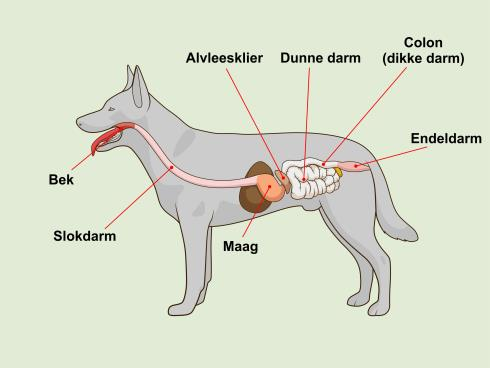 Colon
(dikke darm)
Alvleesklier
Dunne darm
Endeldarm
Bek
Slokdarm
Maag